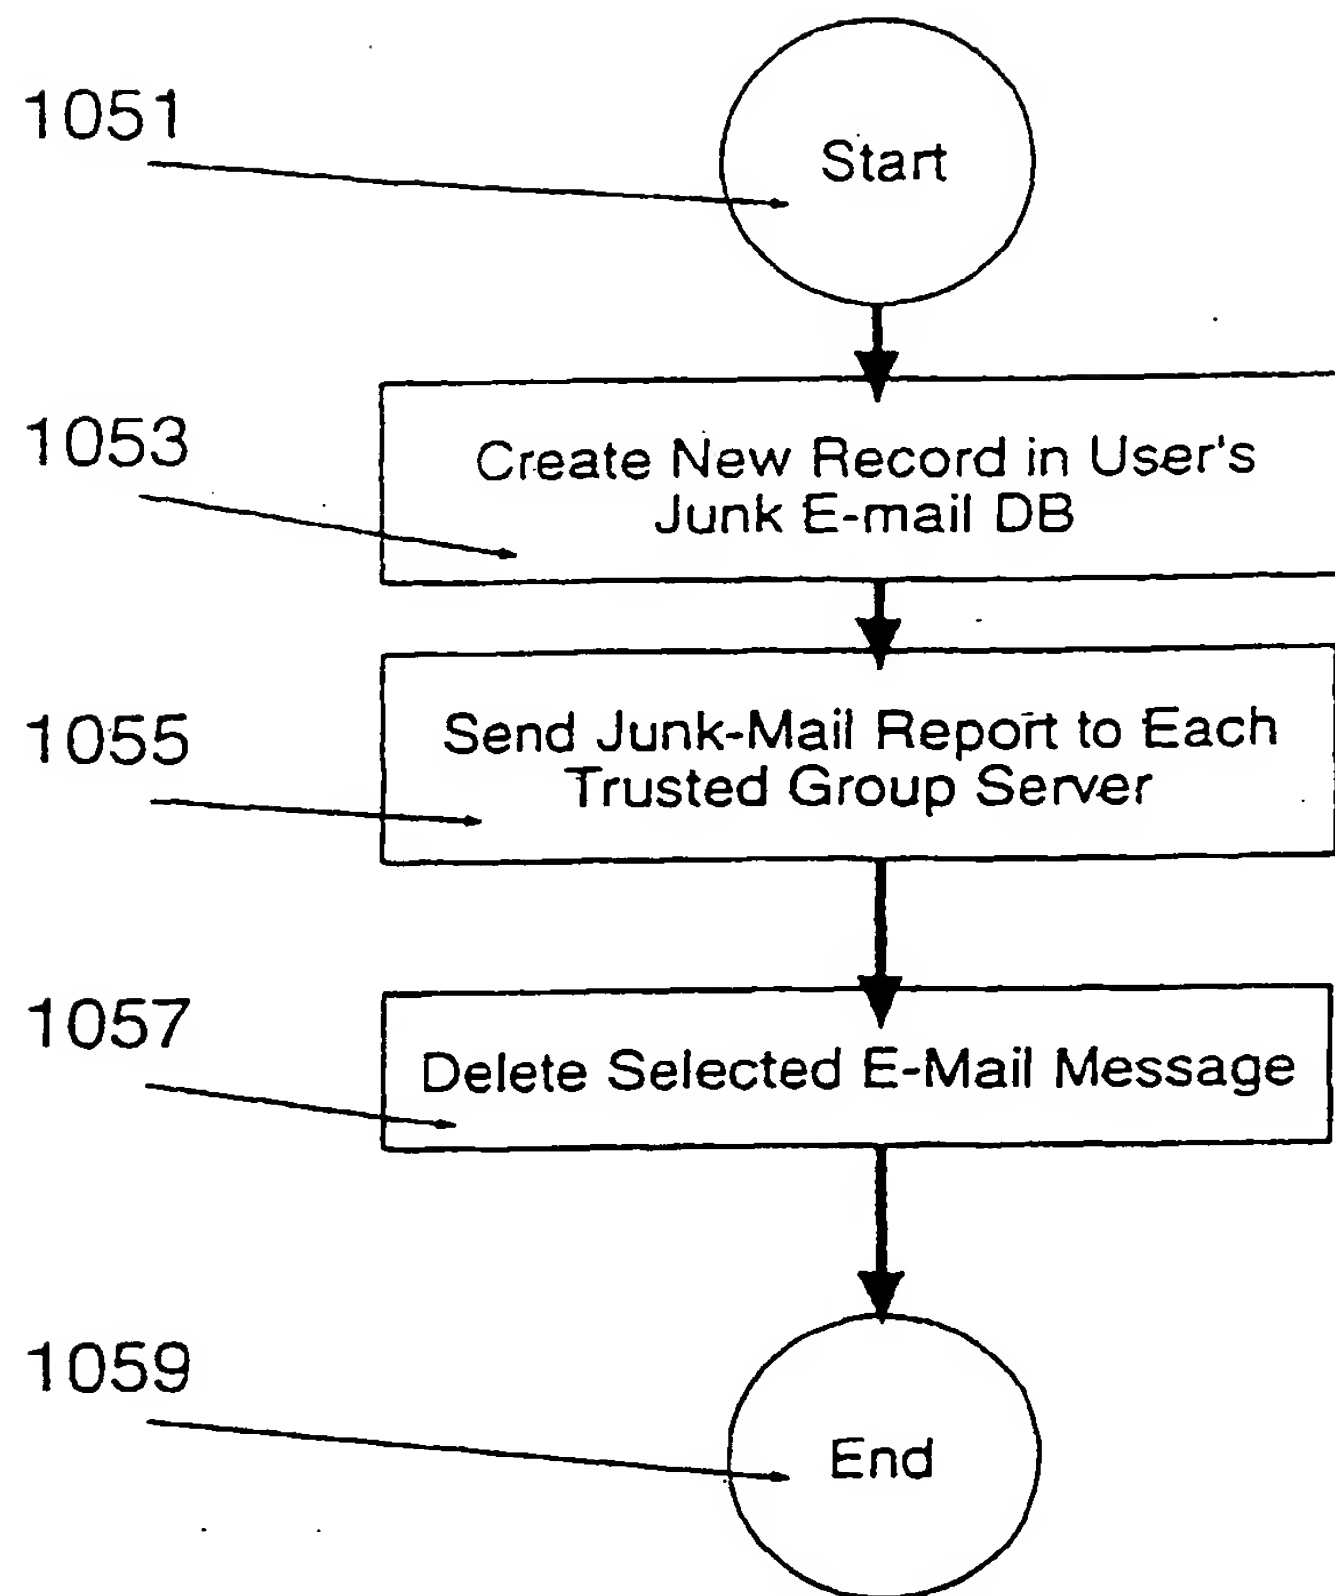 1051
Start
1053
Create New Record in User's
Junk E-mail DB
1055
Send Junk-Mail Report to Each
Trusted Group Server
1057
Delete Selected E-Mail Message
1059
End